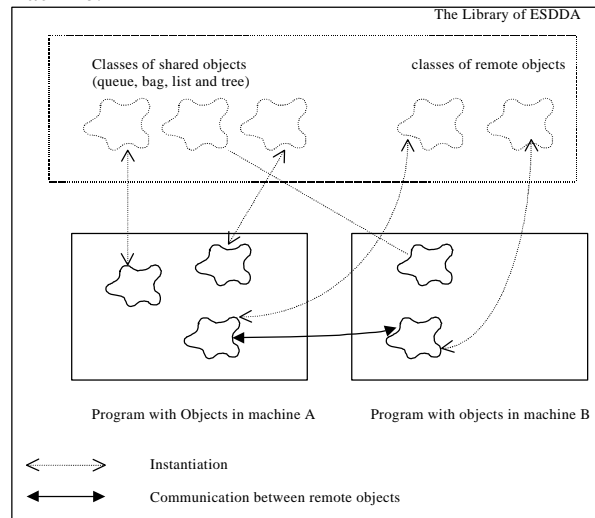 The Library of ESDDA
Classes of shared objects
(queue, bag, list and tree)
classes of remote objects
Program with Objects in machine A
Program with objects in machine B
Instantiation
Communication between remote objects